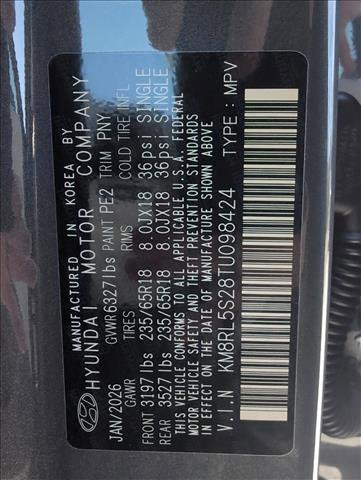 MANUFACTURED IN KOREA BY
HYUNDAI MOTOR COMPANY
JAN/2026 GVWR6327lbs PAINT PE2 TRIM PNY
GAWR TIRES RIMS COLD TIRE INFL
FRONT 3197lbs 235/65R18 8.0JX18 36psi SINGLE
REAR 3527lbs 235/65R18 8.0JX18 36psi SINGLE
THIS VEHICLE CONFORMS TO ALL APPLICABLE U.S.A. FEDERAL
MOTOR VEHICLE SAFETY AND THEFT PREVENTION STANDARDS
IN EFFECT ON THE DATE OF MANUFACTURE SHOWN ABOVE.
V.I.N KM8RL5S28TU098424 TYPE : MPV